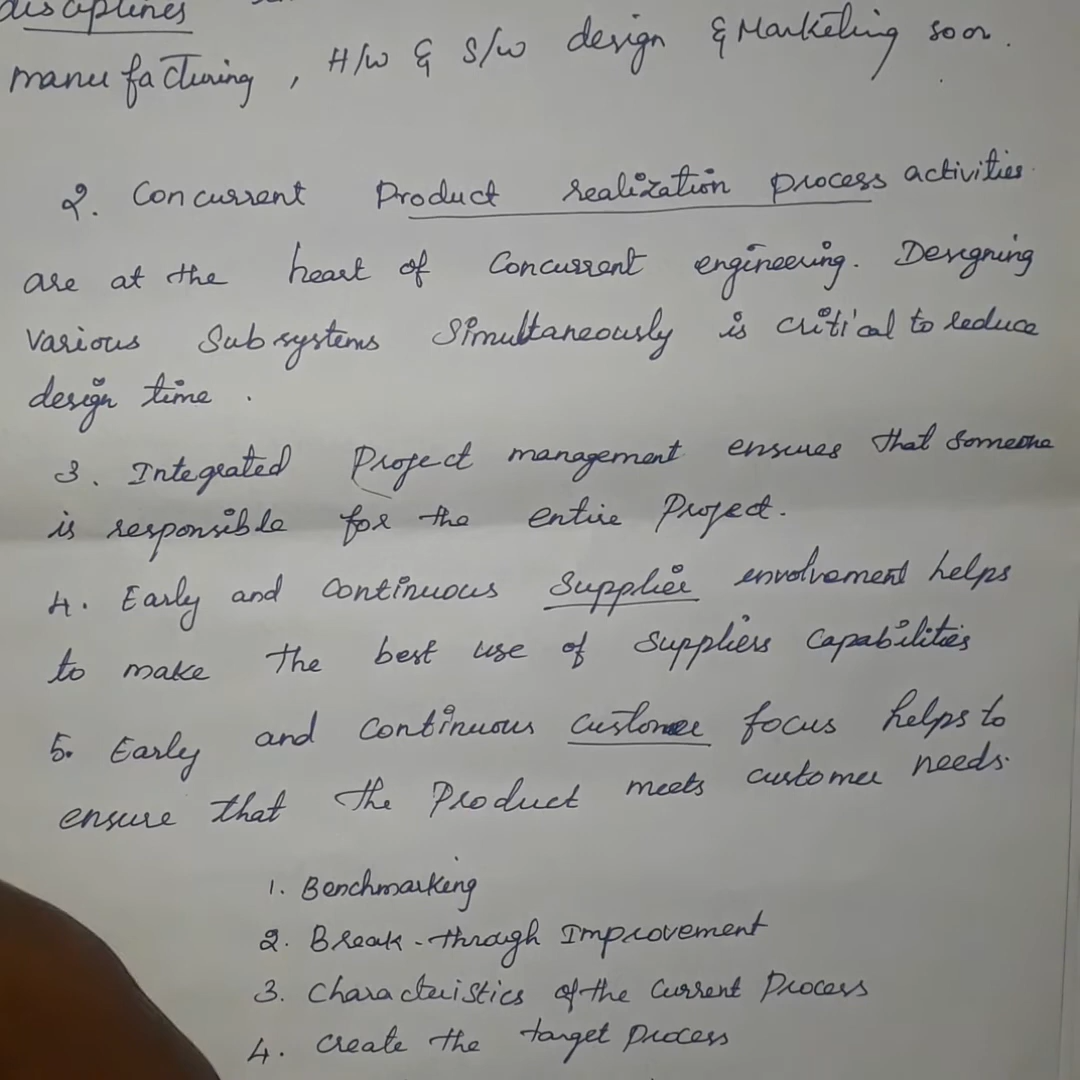 disciplines
manufacturing, H/w & S/w design & Marketing soon.
2. Concurrent Product realization process activities
are at the heart of Concurrent engineering. Designing
various Subsystems Simultaneously is critical to reduce
design time.
3. Integrated Project management ensures that someone
is responsible for the entire Project.
4. Early and continuous Supplier involvement helps
to make the best use of suppliers capabilities
5. Early and continuous customer focus helps to
ensure that the Product meets customer needs.
1. Benchmarking
2. Break-through Improvement
3. Characteristics of the current Process
4. create the target process